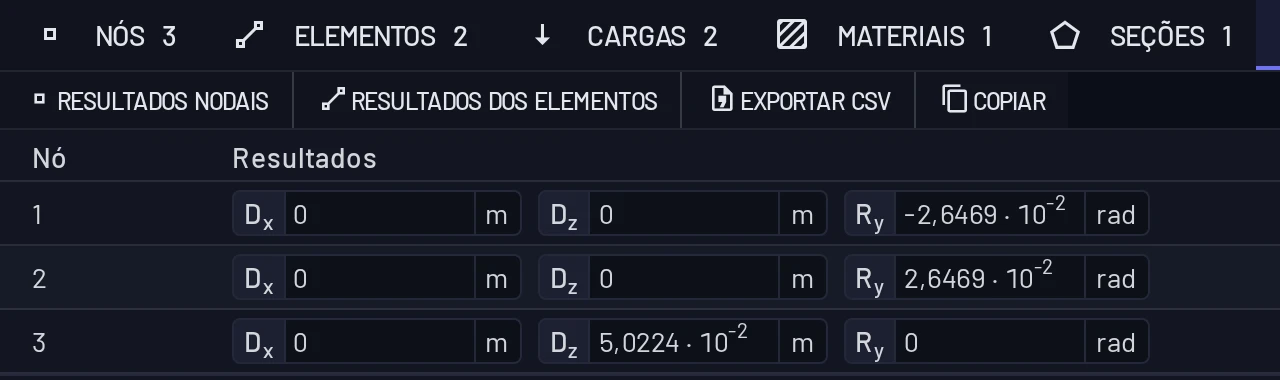 NÓS 3 ELEMENTOS 2 CARGAS 2 MATERIAIS 1 SEÇÕES 1
RESULTADOS NODAIS RESULTADOS DOS ELEMENTOS EXPORTAR CSV COPIAR
Nó Resultados
1 Dx 0 m Dz 0 m Ry -2,6469 · 10^-2 rad
2 Dx 0 m Dz 0 m Ry 2,6469 · 10^-2 rad
3 Dx 0 m Dz 5,0224 · 10^-2 m Ry 0 rad